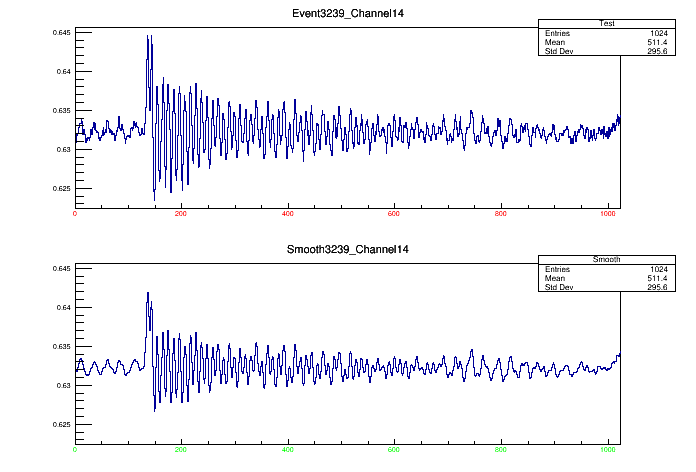 Event3239_Channel14
Test
Entries 1024
Mean 511.4
Std Dev 295.6
0.645
0.64
0.635
0.63
0.625
0 200 400 600 800 1000
Smooth3239_Channel14
Smooth
Entries 1024
Mean 511.4
Std Dev 295.6
0.645
0.64
0.635
0.63
0.625
0 200 400 600 800 1000